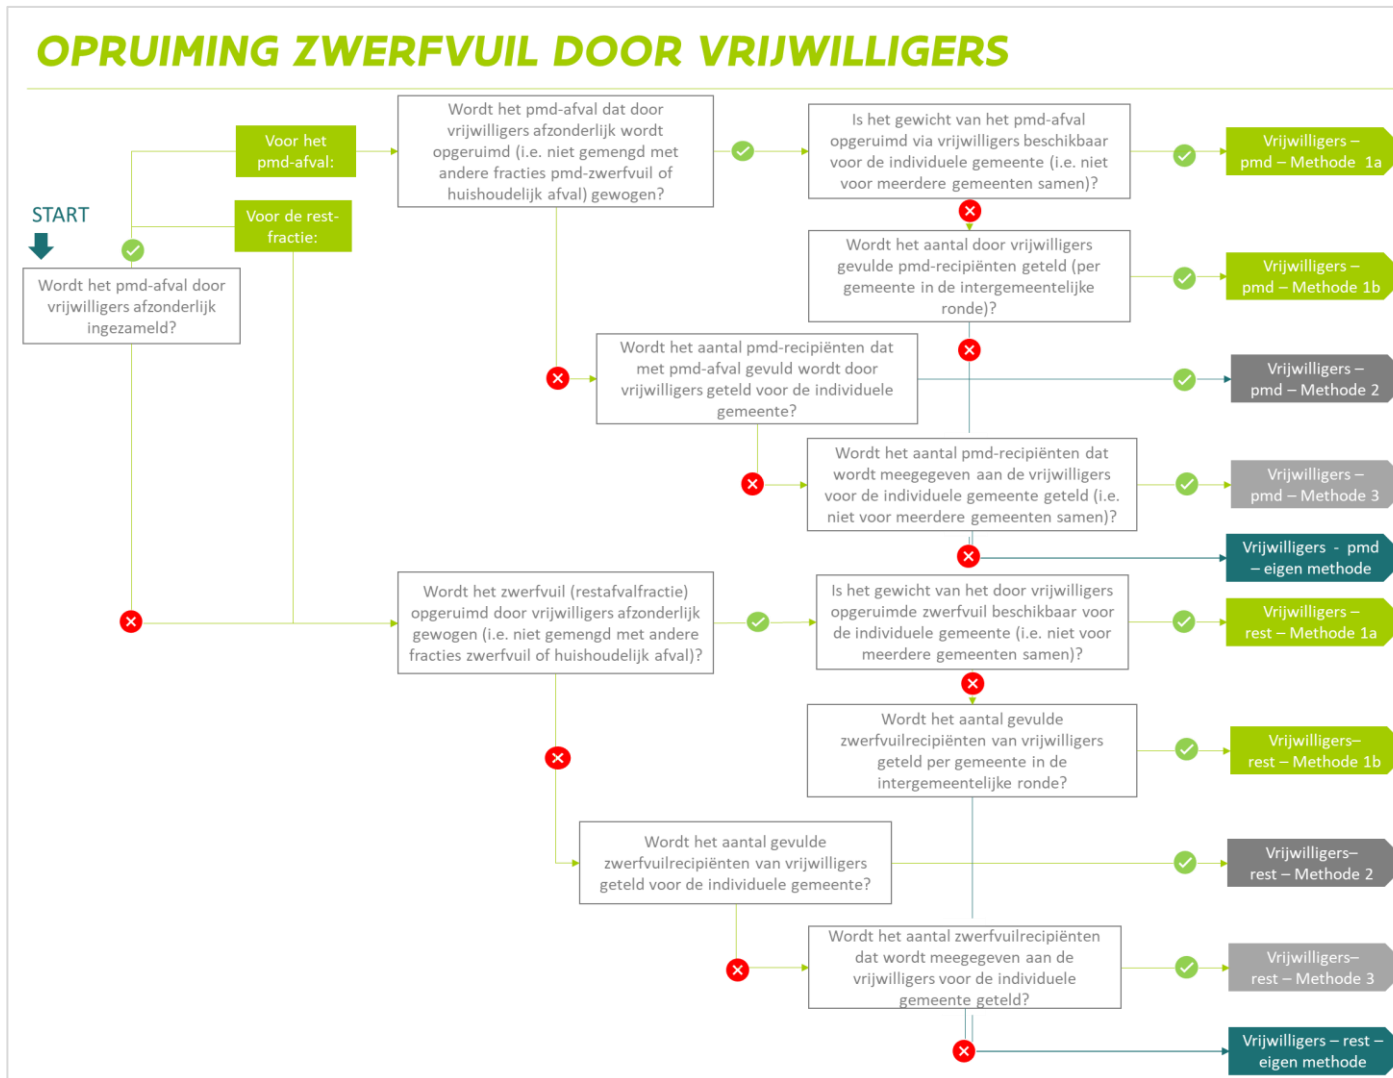 OPRUIMING ZWERFVUIL DOOR VRIJWILLIGERS
START
Wordt het pmd-afval door
vrijwilligers afzonderlijk
ingezameld?
Voor het
pmd-afval:
Voor de rest-
fractie:
Wordt het pmd-afval dat door
vrijwilligers afzonderlijk wordt
opgeruimd (i.e. niet gemengd met
andere fracties pmd-zwerfvuil of
huishoudelijk afval) gewogen?
Is het gewicht van het pmd-afval
opgeruimd via vrijwilligers beschikbaar
voor de individuele gemeente (i.e. niet
voor meerdere gemeenten samen)?
Vrijwilligers –
pmd – Methode 1a
Wordt het aantal door vrijwilligers
gevulde pmd-recipiënten geteld (per
gemeente in de intergemeentelijke
ronde)?
Vrijwilligers –
pmd – Methode 1b
Wordt het aantal pmd-recipiënten dat
met pmd-afval gevuld wordt door
vrijwilligers geteld voor de individuele
gemeente?
Vrijwilligers –
pmd – Methode 2
Wordt het aantal pmd-recipiënten dat
wordt meegegeven aan de vrijwilligers
voor de individuele gemeente geteld (i.e.
niet voor meerdere gemeenten samen)?
Vrijwilligers –
pmd – Methode 3
Vrijwilligers - pmd
– eigen methode
Wordt het zwerfvuil (restafvalfractie)
opgeruimd door vrijwilligers afzonderlijk
gewogen (i.e. niet gemengd met andere
fracties zwerfvuil of huishoudelijk afval)?
Is het gewicht van het door vrijwilligers
opgeruimde zwerfvuil beschikbaar voor
de individuele gemeente (i.e. niet voor
meerdere gemeenten samen)?
Vrijwilligers –
rest – Methode 1a
Wordt het aantal gevulde
zwerfvuilrecipiënten van vrijwilligers
geteld per gemeente in de
intergemeentelijke ronde?
Vrijwilligers–
rest – Methode 1b
Wordt het aantal gevulde
zwerfvuilrecipiënten van vrijwilligers
geteld voor de individuele gemeente?
Vrijwilligers–
rest – Methode 2
Wordt het aantal zwerfvuilrecipiënten
dat wordt meegegeven aan de
vrijwilligers voor de individuele
gemeente geteld?
Vrijwilligers–
rest – Methode 3
Vrijwilligers – rest –
eigen methode